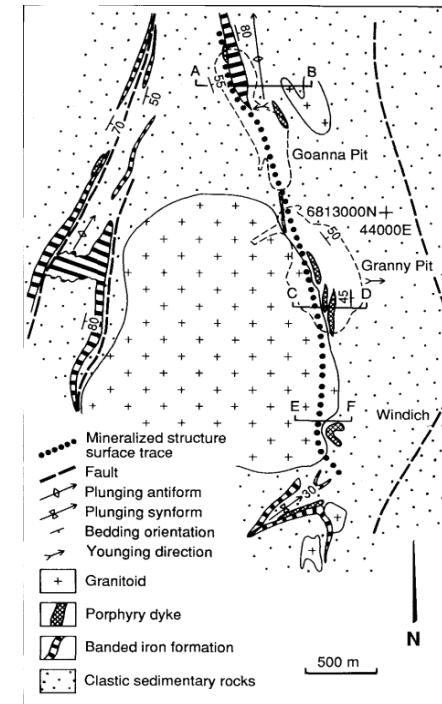 80
A
B
55
50
70
Goanna Pit
6813000N
44000E
50
Granny Pit
C
45
D
80
E
F
Windich
30
Mineralized structure
surface trace
Fault
Plunging antiform
Plunging synform
Bedding orientation
Younging direction
Granitoid
Porphyry dyke
Banded iron formation
Clastic sedimentary rocks
N
500 m